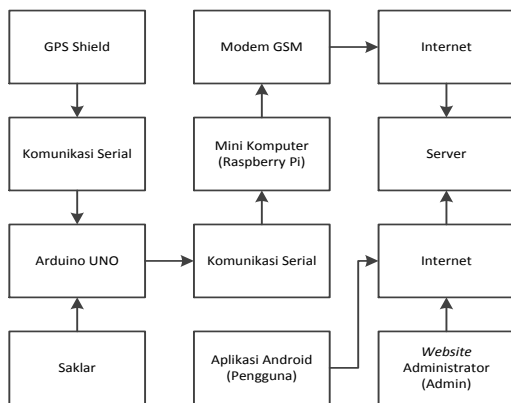 GPS Shield
Modem GSM
Internet
Komunikasi Serial
Mini Komputer
(Raspberry Pi)
Server
Arduino UNO
Komunikasi Serial
Internet
Saklar
Aplikasi Android
(Pengguna)
Website
Administrator
(Admin)